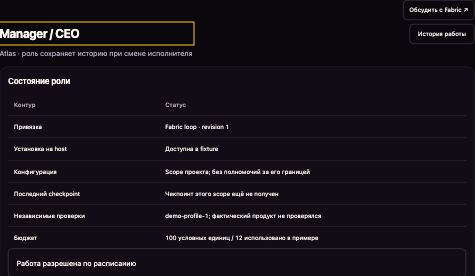 Обсудить с Fabric ↗
Manager / CEO
История работы
Atlas · роль сохраняет историю при смене исполнителя
Состояние роли
Контур Статус
Привязка Fabric loop · revision 1
Установка на host Доступна в fixture
Конфигурация Scope проекта; без полномочий за его границей
Последний checkpoint Чекпоинт этого scope ещё не получен
Независимые проверки demo-profile-1; фактический продукт не проверялся
Бюджет 100 условных единиц / 12 использовано в примере
Работа разрешена по расписанию